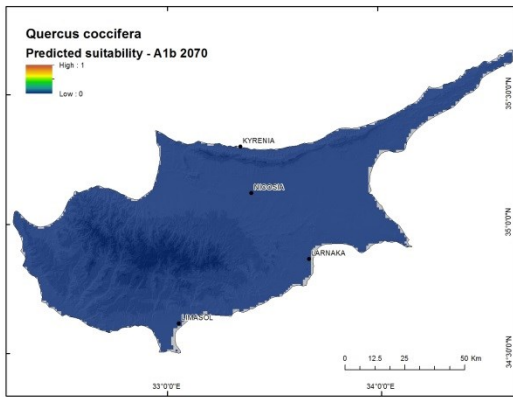 Quercus coccifera
Predicted suitability - A1b 2070
High : 1
Low : 0
KYRENIA
NICOSIA
LARNAKA
LIMASOL
35°30'0"N
35°0'0"N
34°30'0"N
0 12.5 25 50 Km
33°0'0"E
34°0'0"E